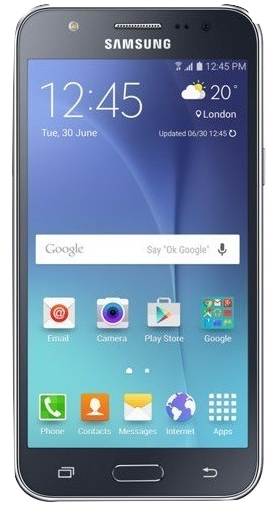 SAMSUNG
12:45 PM
12:45
20°
Tue, 30 June
London
Updated 06/30 12:45
Google
Say "Ok Google"
@
Email
Camera
Play Store
Google
Phone
Contacts
Messages
Internet
Apps